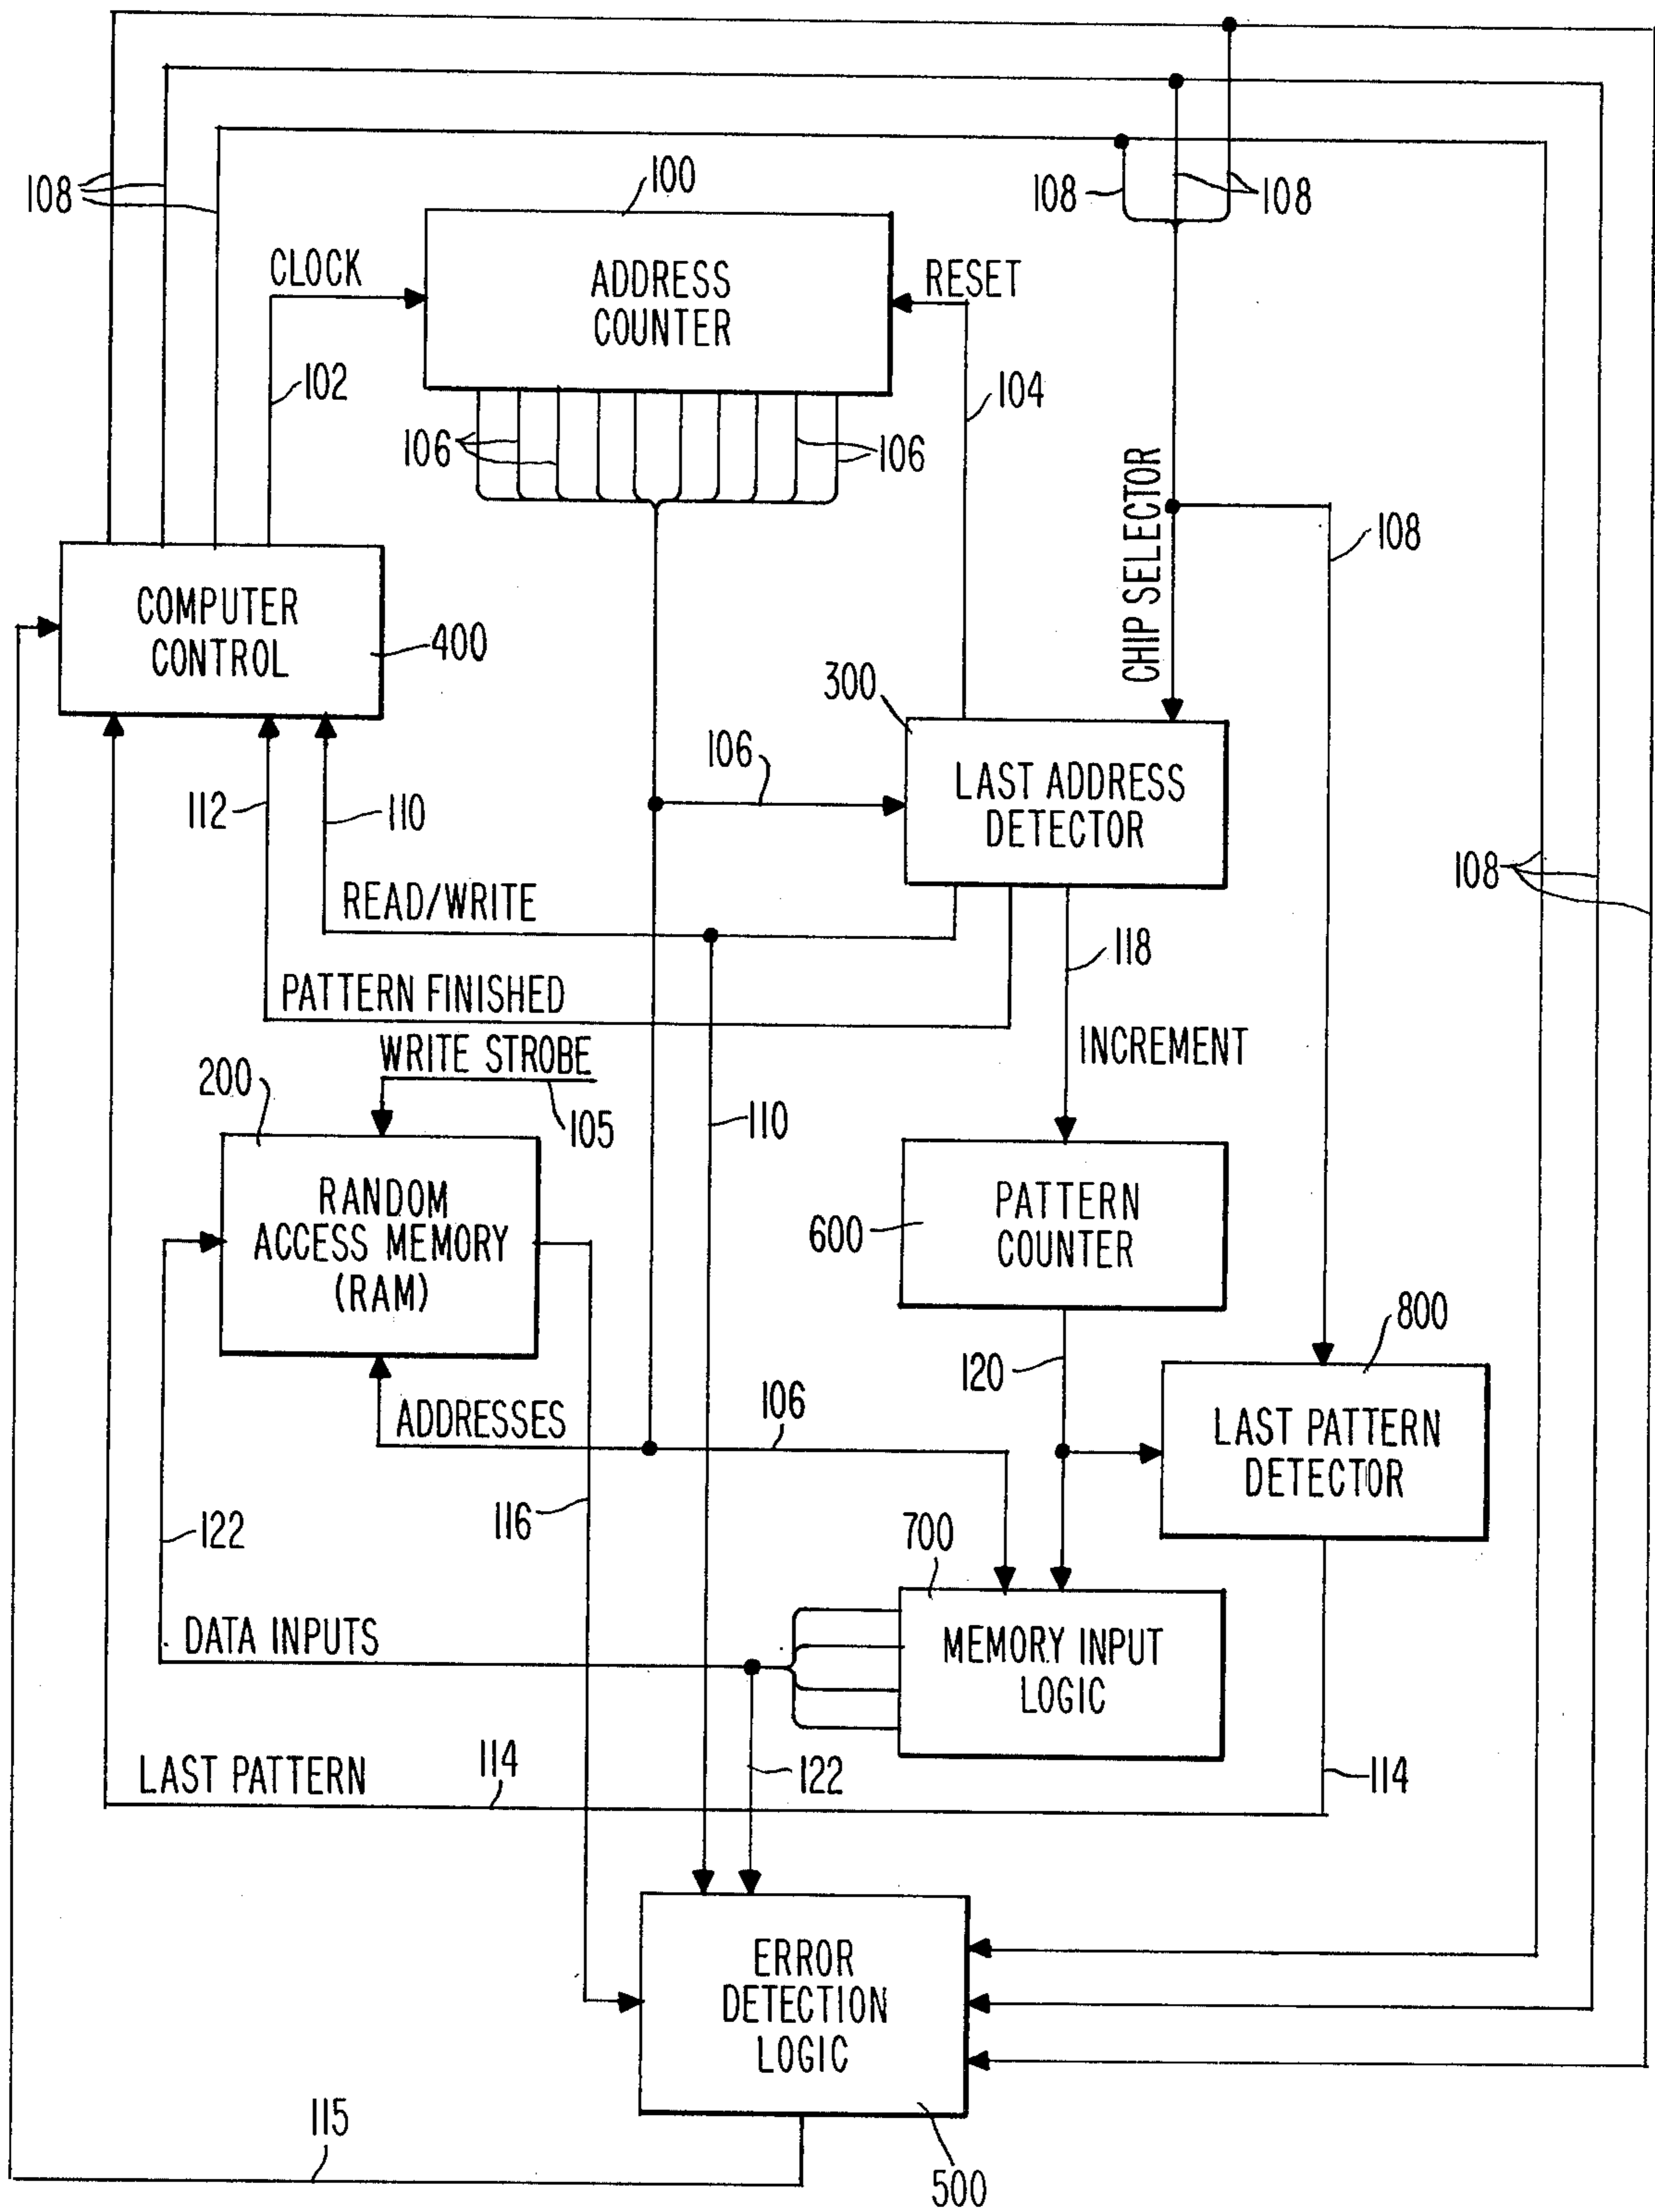 108
100
108
108
CLOCK
ADDRESS
COUNTER
RESET
102
104
106
106
CHIP SELECTOR
108
COMPUTER
CONTROL
400
300
106
LAST ADDRESS
DETECTOR
112
110
108
READ/WRITE
118
PATTERN FINISHED
INCREMENT
WRITE STROBE
200
105
110
RANDOM
ACCESS MEMORY
(RAM)
PATTERN
COUNTER
600
800
120
ADDRESSES
106
LAST PATTERN
DETECTOR
122
116
700
DATA INPUTS
MEMORY INPUT
LOGIC
LAST PATTERN
114
122
114
ERROR
DETECTION
LOGIC
115
500